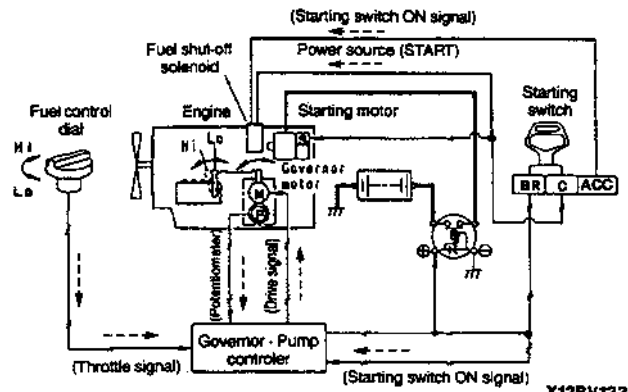 (Starting switch ON signal)
Fuel shut-off
solenoid
Power source (START)
Starting
switch
Fuel control
dial
Engine
Starting motor
Hi
Lo
Hi
Lo
Governor
motor
BR
C
ACC
M
P
(Potentiometer)
(Drive signal)
Governor - Pump
controler
(Throttle signal)
(Starting switch ON signal)